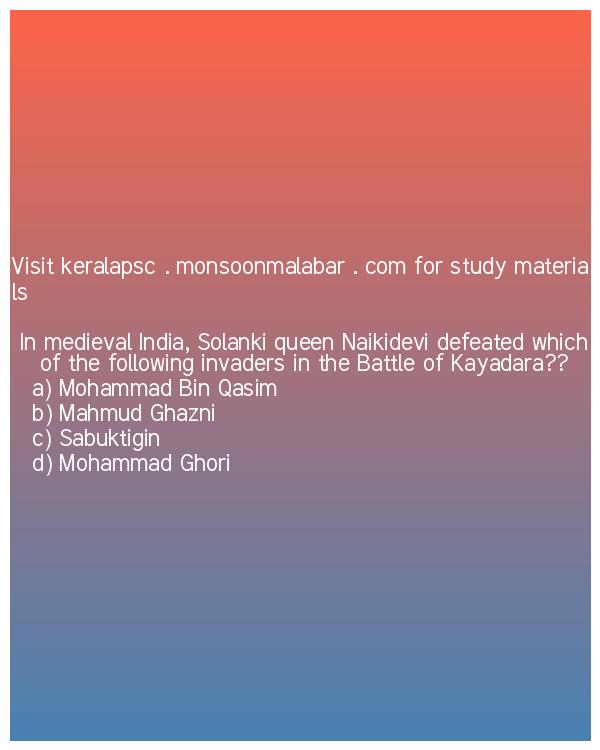 Visit keralapsc . monsoonmalabar . com for study materia
ls
In medieval India, Solanki queen Naikidevi defeated which
of the following invaders in the Battle of Kayadara??
a) Mohammad Bin Qasim
b) Mahmud Ghazni
c) Sabuktigin
d) Mohammad Ghori